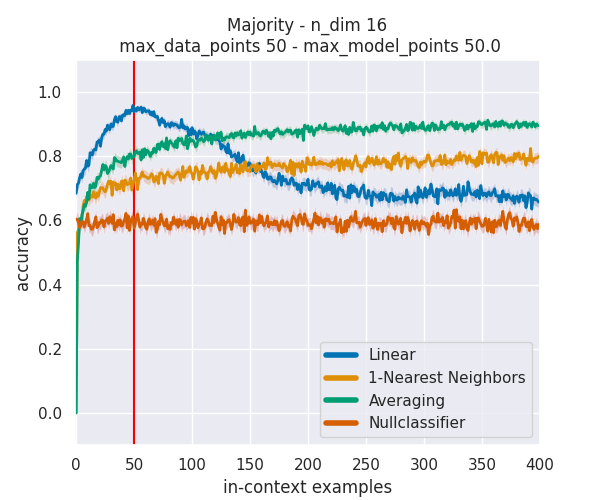 Majority - n_dim 16
max_data_points 50 - max_model_points 50.0
accuracy
1.0
0.8
0.6
0.4
0.2
0.0
Linear
1-Nearest Neighbors
Averaging
Nullclassifier
0 50 100 150 200 250 300 350 400
in-context examples